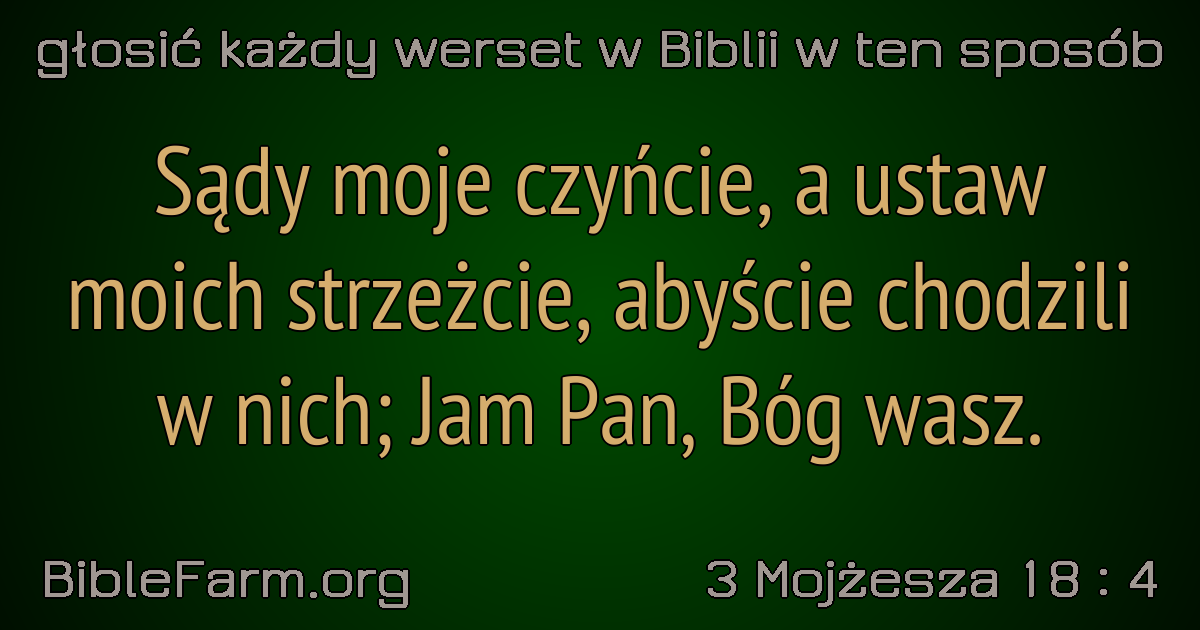 głosić każdy werset w Biblii w ten sposób
Sądy moje czyńcie, a ustaw
moich strzeżcie, abyście chodzili
w nich; Jam Pan, Bóg wasz.
BibleFarm.org
3 Mojżesza 18 : 4